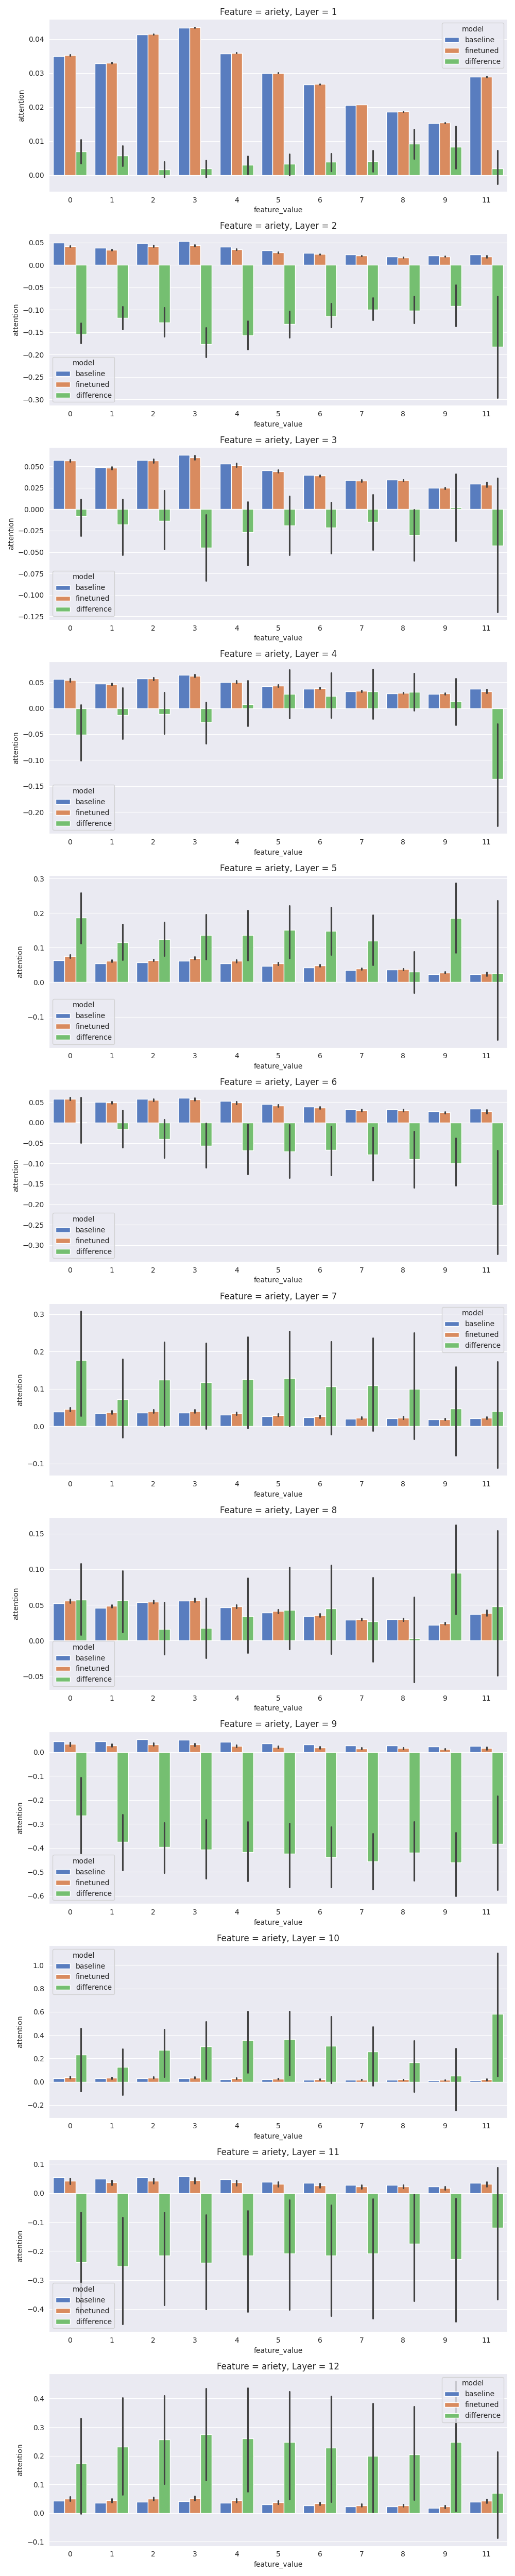 Feature = ariety, Layer = 1
model
baseline
finetuned
difference
0.04
0.03
0.02
0.01
0.00
attention
0 1 2 3 4 5 6 7 8 9 11
feature_value
Feature = ariety, Layer = 2
0.05
0.00
−0.05
−0.10
−0.15
−0.20
−0.25
−0.30
attention
model
baseline
finetuned
difference
0 1 2 3 4 5 6 7 8 9 11
feature_value
Feature = ariety, Layer = 3
0.050
0.025
0.000
−0.025
−0.050
−0.075
−0.100
−0.125
attention
model
baseline
finetuned
difference
0 1 2 3 4 5 6 7 8 9 11
feature_value
Feature = ariety, Layer = 4
0.05
0.00
−0.05
−0.10
−0.15
−0.20
attention
model
baseline
finetuned
difference
0 1 2 3 4 5 6 7 8 9 11
feature_value
Feature = ariety, Layer = 5
0.3
0.2
0.1
0.0
−0.1
attention
model
baseline
finetuned
difference
0 1 2 3 4 5 6 7 8 9 11
feature_value
Feature = ariety, Layer = 6
0.05
0.00
−0.05
−0.10
−0.15
−0.20
−0.25
−0.30
attention
model
baseline
finetuned
difference
0 1 2 3 4 5 6 7 8 9 11
feature_value
Feature = ariety, Layer = 7
model
baseline
finetuned
difference
0.3
0.2
0.1
0.0
−0.1
attention
0 1 2 3 4 5 6 7 8 9 11
feature_value
Feature = ariety, Layer = 8
0.15
0.10
0.05
0.00
−0.05
attention
model
baseline
finetuned
difference
0 1 2 3 4 5 6 7 8 9 11
feature_value
Feature = ariety, Layer = 9
0.0
−0.1
−0.2
−0.3
−0.4
−0.5
−0.6
attention
model
baseline
finetuned
difference
0 1 2 3 4 5 6 7 8 9 11
feature_value
Feature = ariety, Layer = 10
model
baseline
finetuned
difference
1.0
0.8
0.6
0.4
0.2
0.0
−0.2
attention
0 1 2 3 4 5 6 7 8 9 11
feature_value
Feature = ariety, Layer = 11
0.1
0.0
−0.1
−0.2
−0.3
−0.4
attention
model
baseline
finetuned
difference
0 1 2 3 4 5 6 7 8 9 11
feature_value
Feature = ariety, Layer = 12
model
baseline
finetuned
difference
0.4
0.3
0.2
0.1
0.0
−0.1
attention
0 1 2 3 4 5 6 7 8 9 11
feature_value